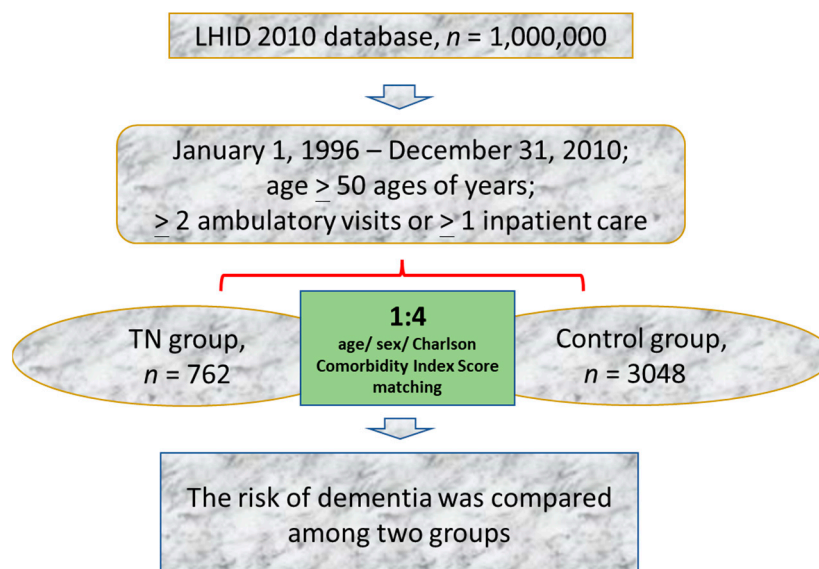 LHID 2010 database, n = 1,000,000
January 1, 1996 – December 31, 2010;
age ≥ 50 ages of years;
≥ 2 ambulatory visits or ≥ 1 inpatient care
TN group,
n = 762
1:4
age/ sex/ Charlson
Comorbidity Index Score
matching
Control group,
n = 3048
The risk of dementia was compared
among two groups